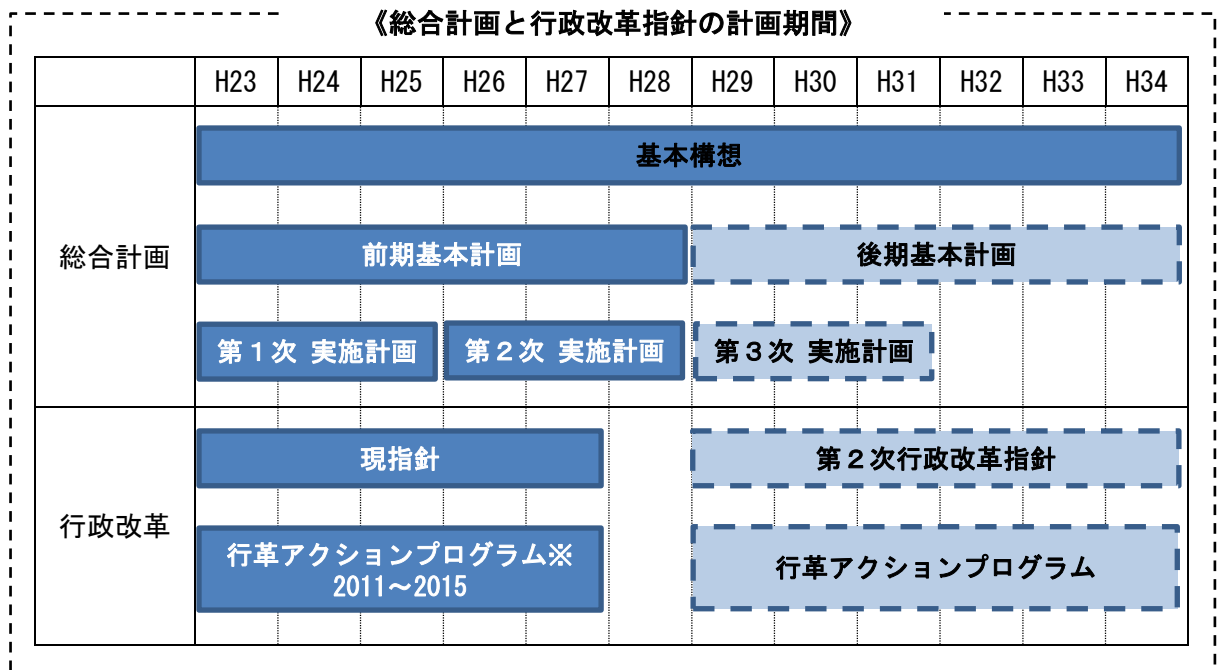 《総合計画と行政改革指針の計画期間》
H23 H24 H25 H26 H27 H28 H29 H30 H31 H32 H33 H34
総合計画
基本構想
前期基本計画 後期基本計画
第１次 実施計画 第２次 実施計画 第３次 実施計画
行政改革
現指針 第２次行政改革指針
行革アクションプログラム※
2011～2015
行革アクションプログラム